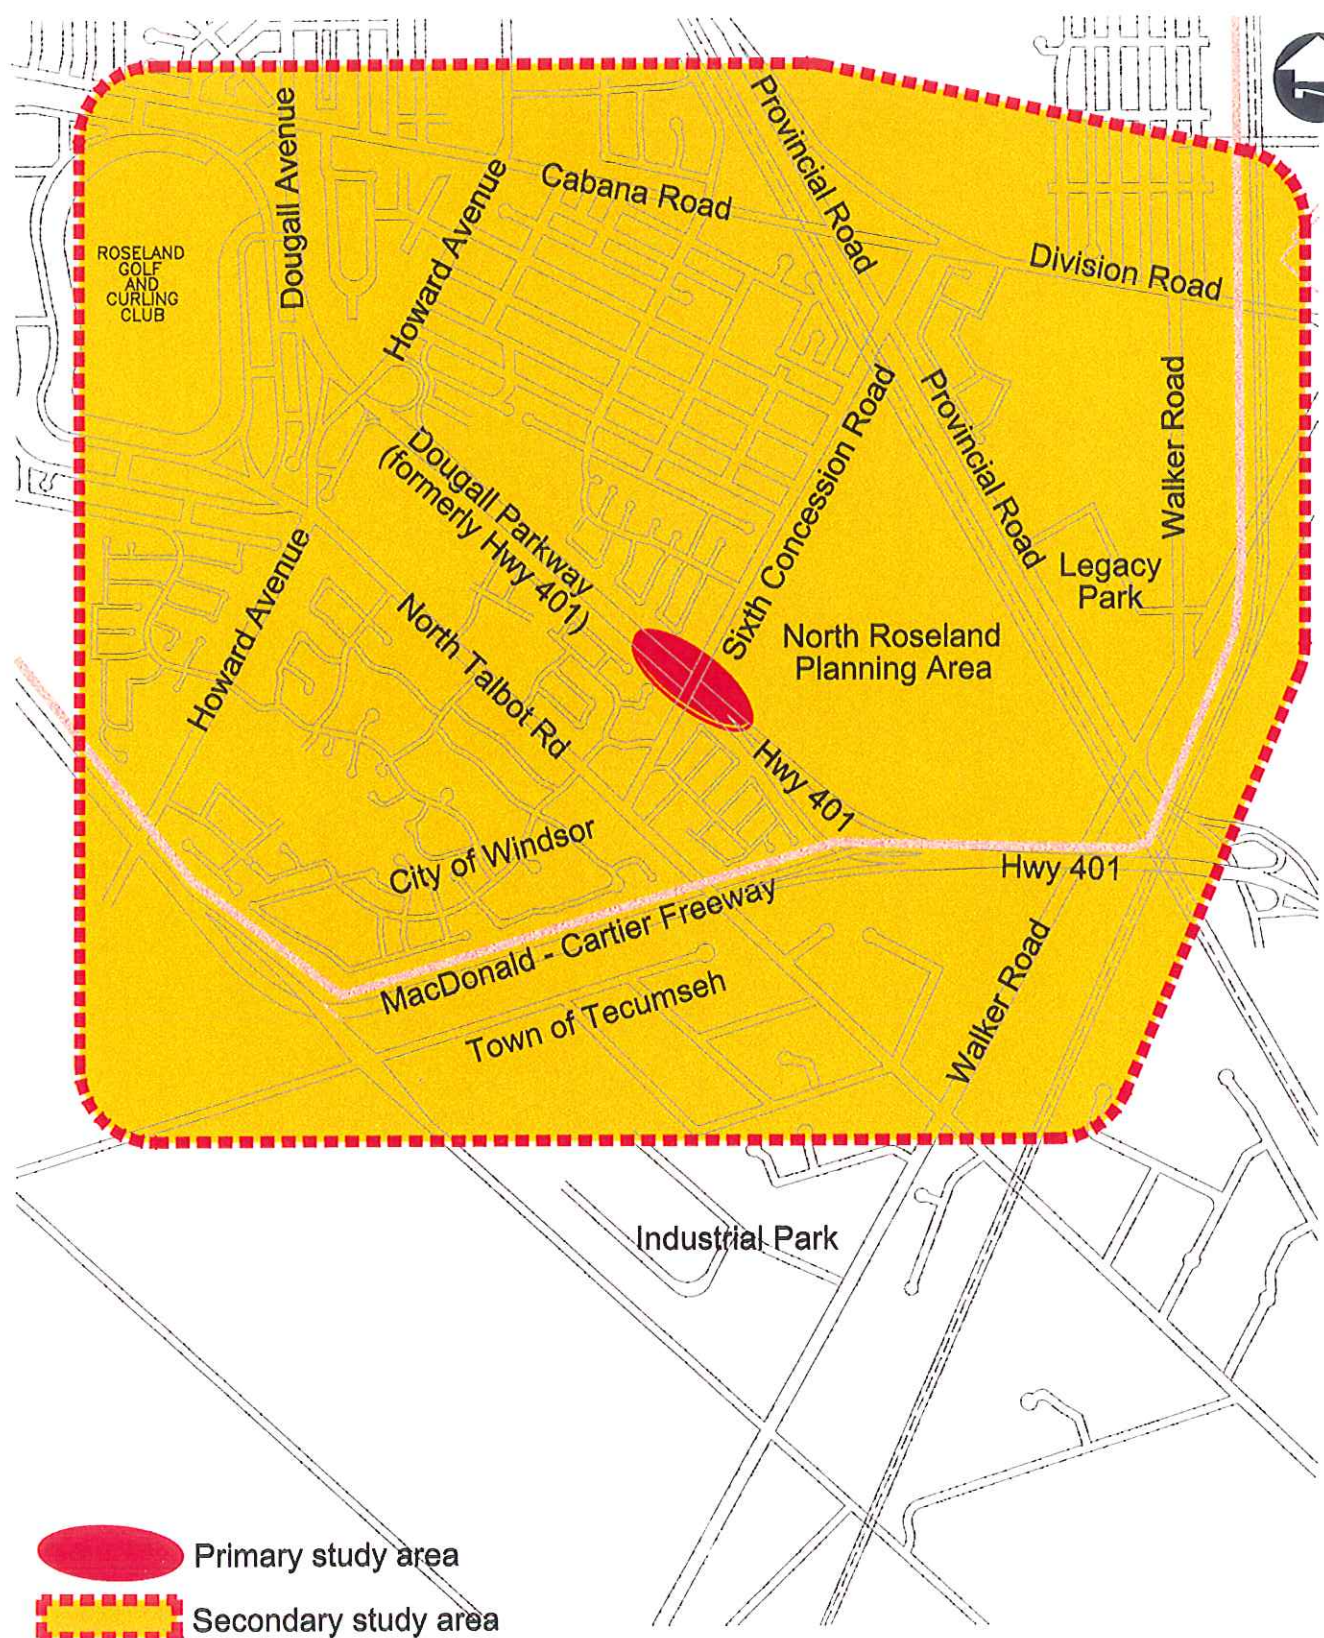 Provincial Road
Dougall Avenue
Howard Avenue
Cabana Road
ROSELAND
GOLF
AND
CURLING
CLUB
Division Road
Walker Road
Sixth Concession Road
Provincial Road
Dougall Parkway
(formerly Hwy 401)
Legacy
Park
Howard Avenue
North Talbot Rd
North Roseland
Planning Area
Hwy 401
City of Windsor
Hwy 401
MacDonald - Cartier Freeway
Walker Road
Town of Tecumseh
Industrial Park
Primary study area
Secondary study area